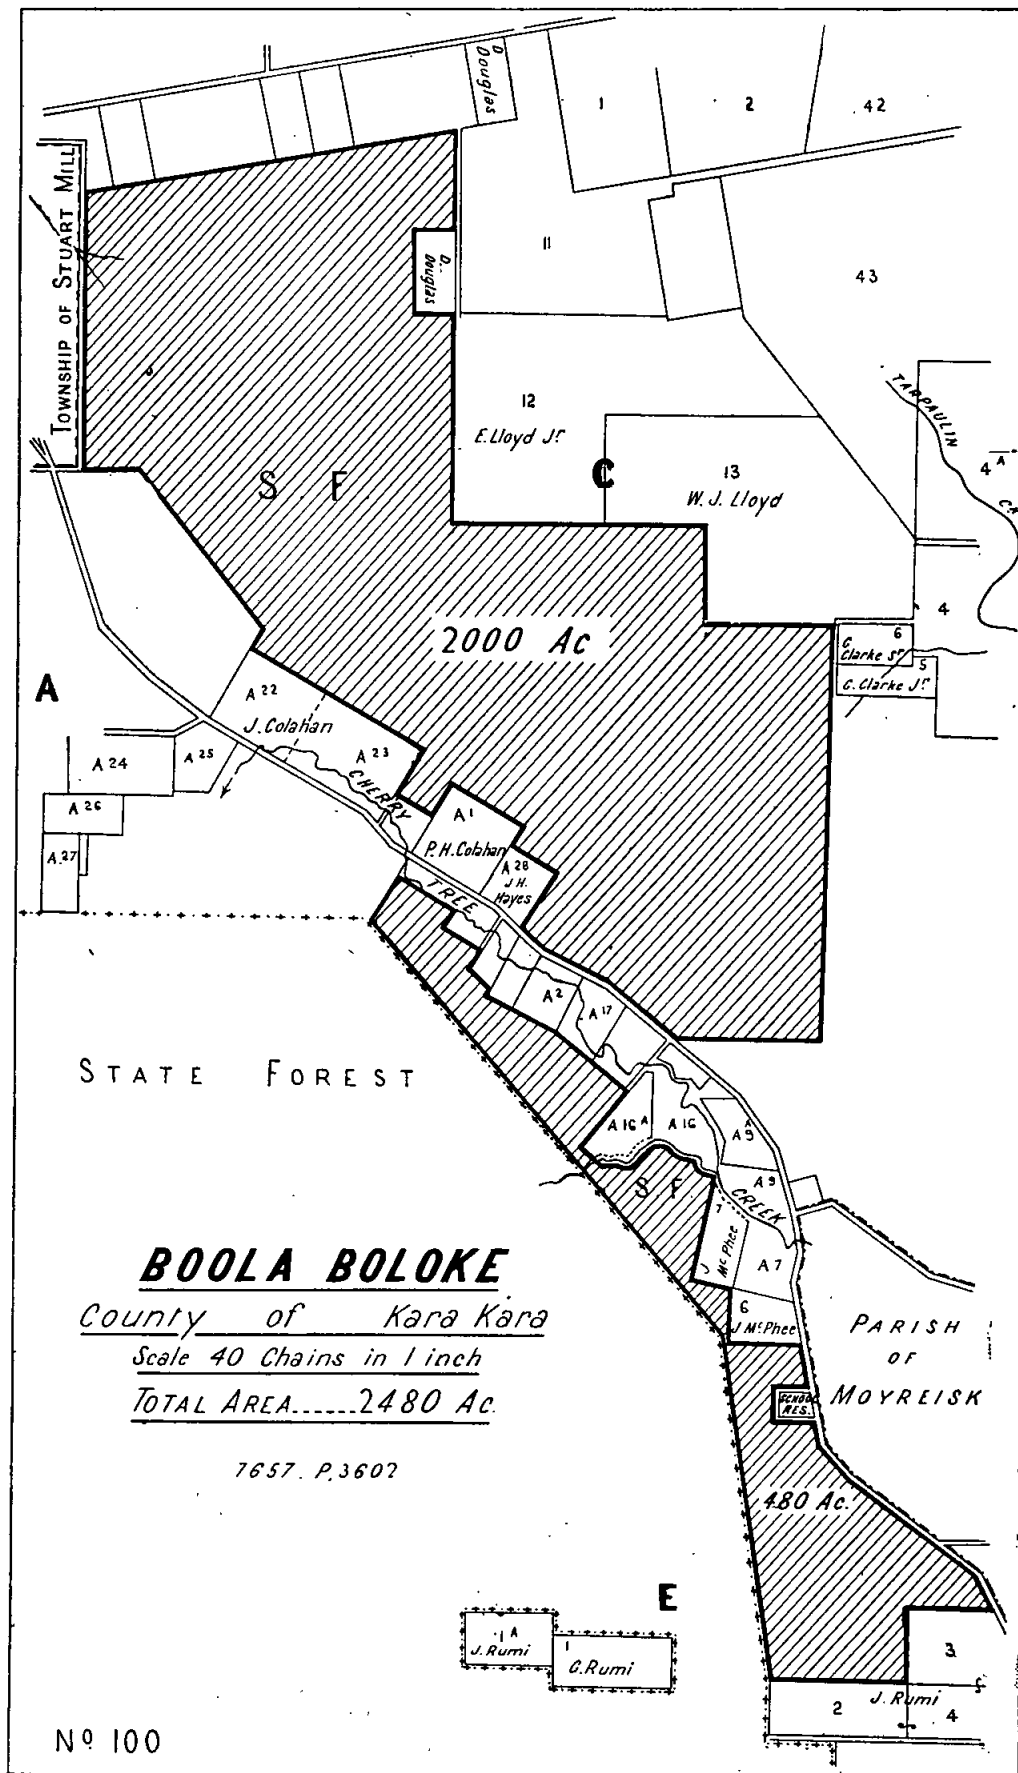 D
Douglas
1
2
42
TOWNSHIP OF STUART MILL
D. Douglas
11
43
TARPAULIN
CR
12
E. Lloyd Jr
S F
C
13
W. J. Lloyd
4 A
4
2000 Ac
6
C
Clarke Sr
5
G. Clarke Jr
A
A 22
J. Colahan
A 23
A 24
A 25
A 26
A 27
CHERRY
TREE
CREEK
A 1
P. H. Colahan
A 28
J. H.
Hayes
A 2
A 17
STATE FOREST
A 16 A
A 16
A 9 A
A 9
S F
7
J McPhee
A 7
6
J McPhee
BOOLA BOLOKE
County of Kara Kara
Scale 40 Chains in 1 inch
TOTAL AREA......2480 Ac.
7657. P.3602
PARISH
OF
MOYREISK
SCHOOL
RES.
480 Ac.
E
1 A
J. Rumi
1
G. Rumi
3
J. Rumi
2
4
No 100